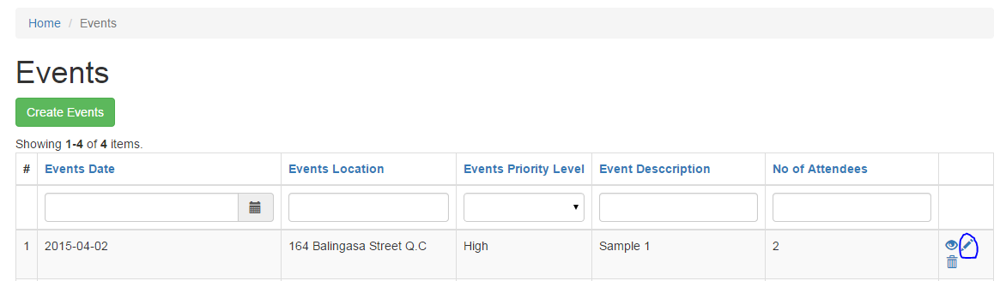 Home / Events
Events
Create Events
Showing 1-4 of 4 items.
# Events Date Events Location Events Priority Level Event Desccription No of Attendees
1 2015-04-02 164 Balingasa Street Q.C High Sample 1 2